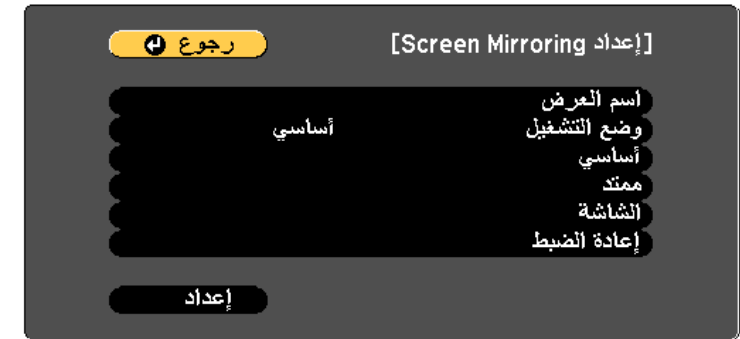 [إعداد Screen Mirroring]
رجوع
اسم العرض
وضع التشغيل أساسي
أساسي
ممتد
الشاشة
إعادة الضبط
إعداد